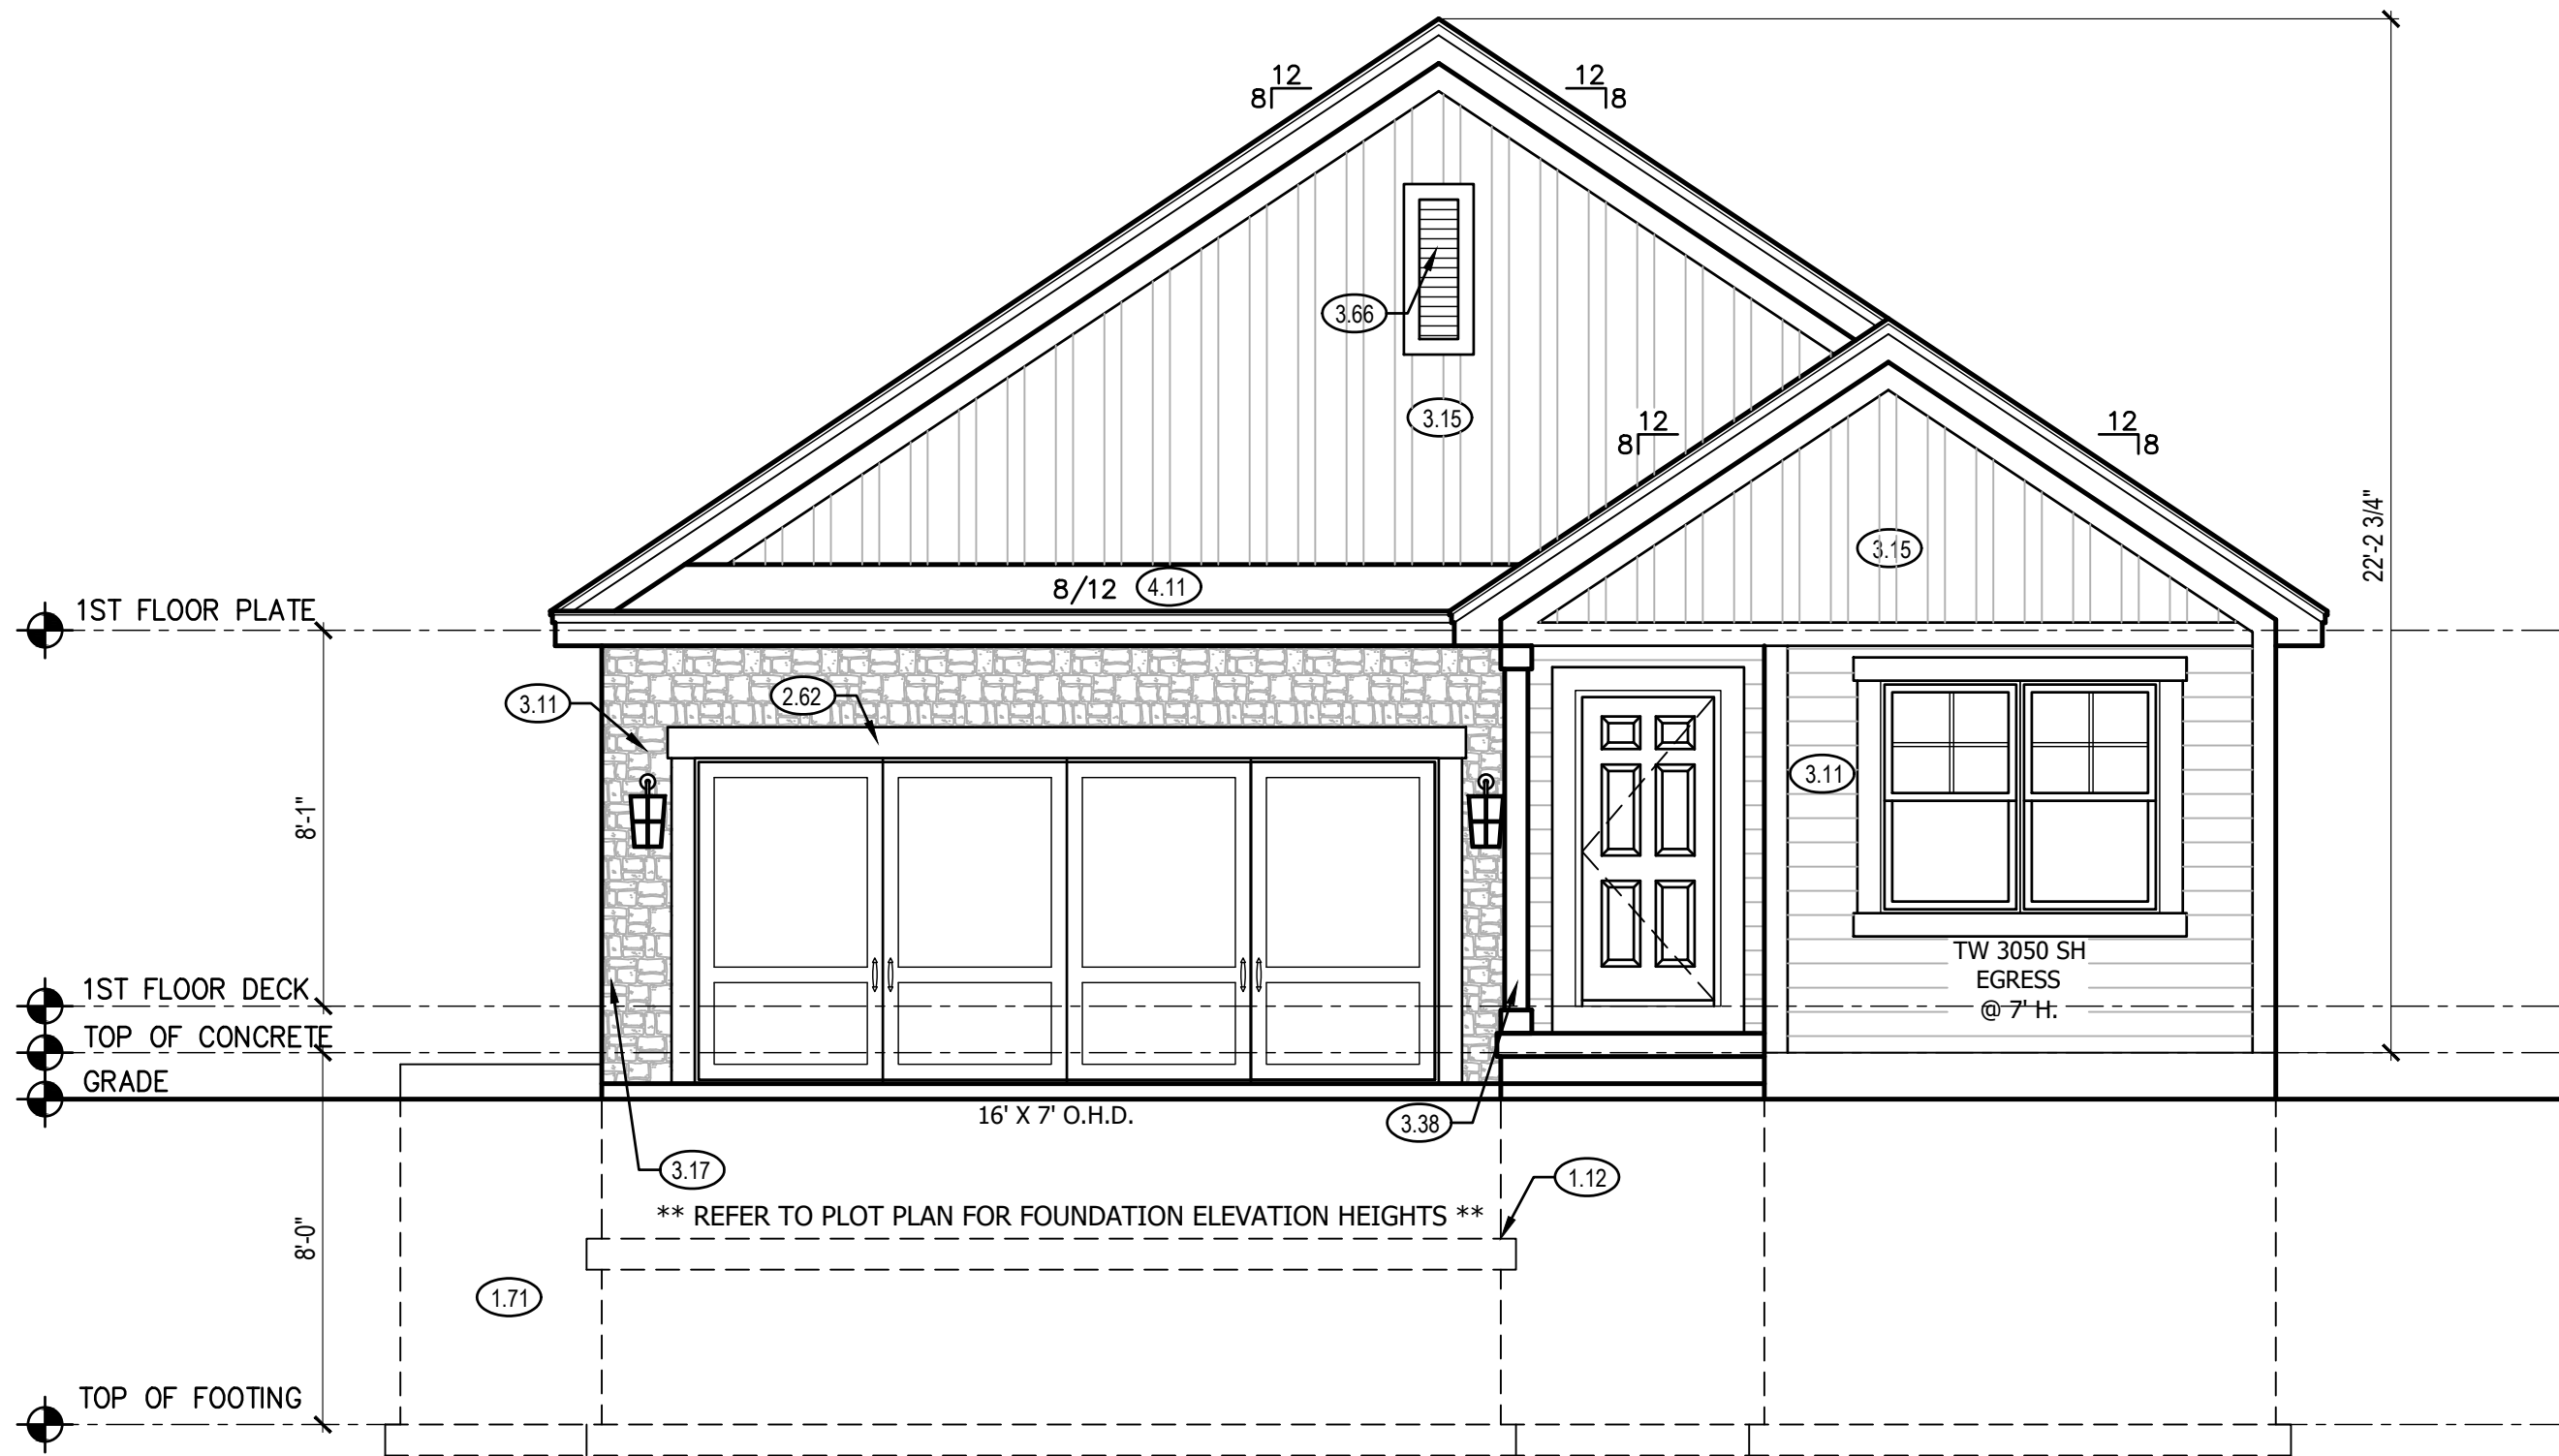 12
8
12
8
3.66
3.15
12
8
12
8
22'-2 3/4"
3.15
8/12
4.11
1ST FLOOR PLATE
3.11
2.62
3.11
8'-1"
TW 3050 SH
EGRESS
@ 7' H.
1ST FLOOR DECK
TOP OF CONCRETE
GRADE
16' X 7' O.H.D.
3.38
3.17
1.12
** REFER TO PLOT PLAN FOR FOUNDATION ELEVATION HEIGHTS **
8'-0"
1.71
TOP OF FOOTING